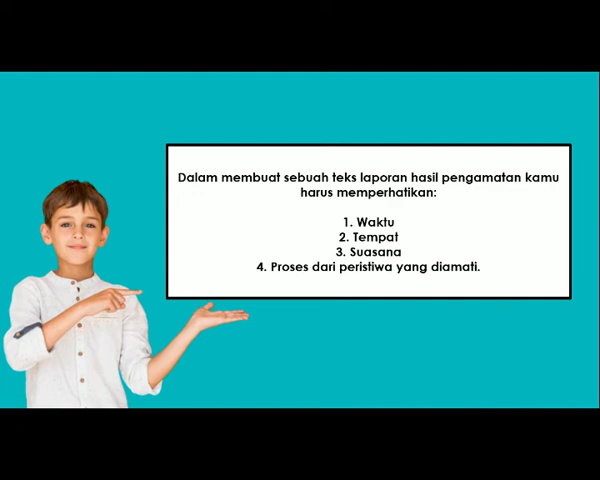 Dalam membuat sebuah teks laporan hasil pengamatan kamu
harus memperhatikan:
1. Waktu
2. Tempat
3. Suasana
4. Proses dari peristiwa yang diamati.